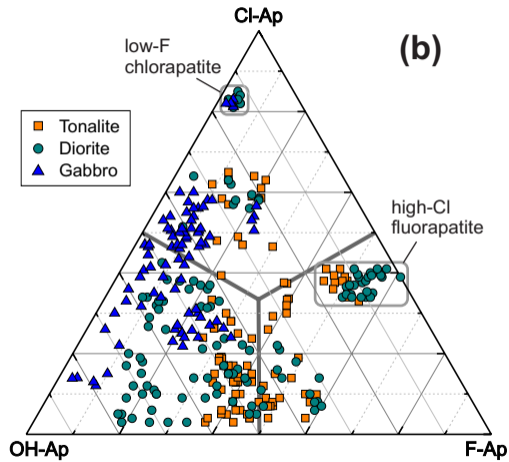 Cl-Ap
(b)
low-F
chlorapatite
Tonalite
Diorite
Gabbro
high-Cl
fluorapatite
OH-Ap
F-Ap